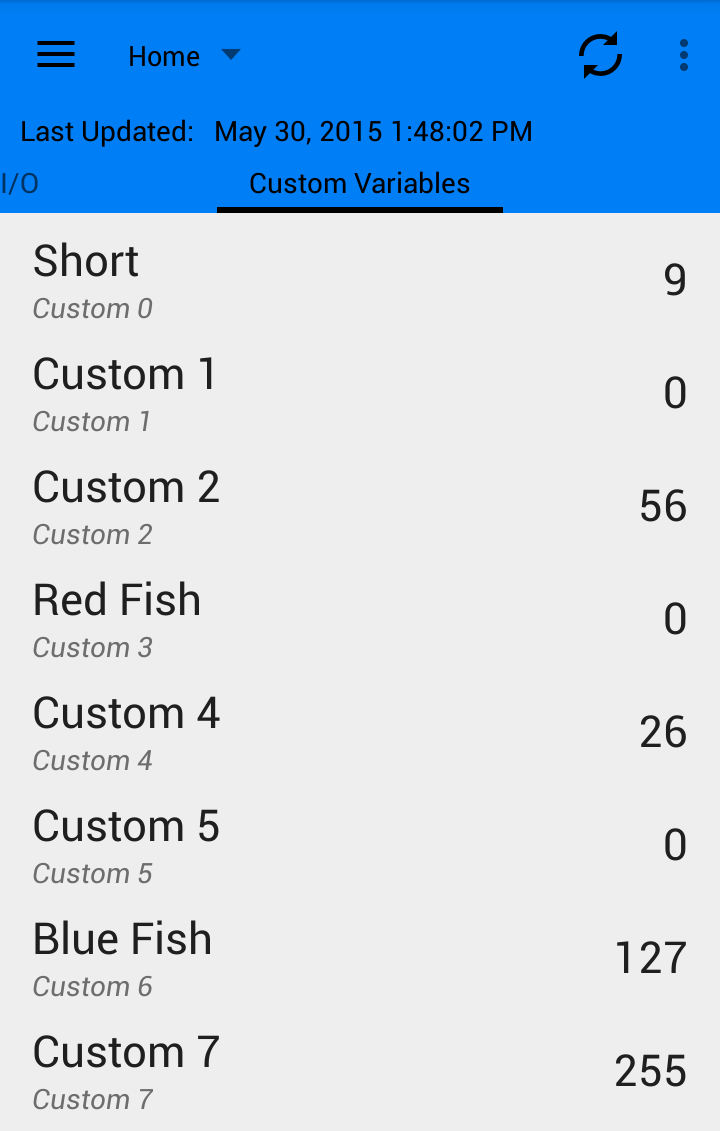 Home
Last Updated: May 30, 2015 1:48:02 PM
I/O Custom Variables
Short
Custom 0
9
Custom 1
Custom 1
0
Custom 2
Custom 2
56
Red Fish
Custom 3
0
Custom 4
Custom 4
26
Custom 5
Custom 5
0
Blue Fish
Custom 6
127
Custom 7
Custom 7
255